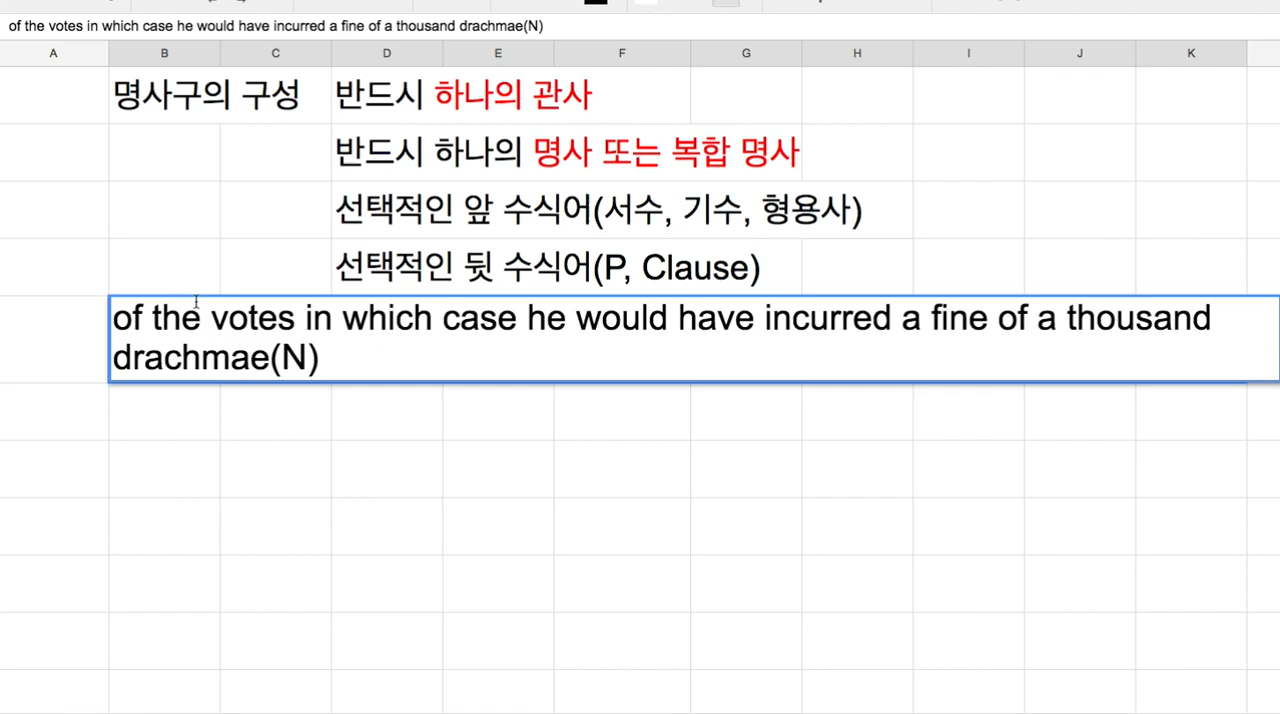 of the votes in which case he would have incurred a fine of a thousand drachmae(N)
A B C D E F G H I J K
명사구의 구성 반드시 하나의 관사
반드시 하나의 명사 또는 복합 명사
선택적인 앞 수식어(서수, 기수, 형용사)
선택적인 뒷 수식어(P, Clause)
of the votes in which case he would have incurred a fine of a thousand
drachmae(N)